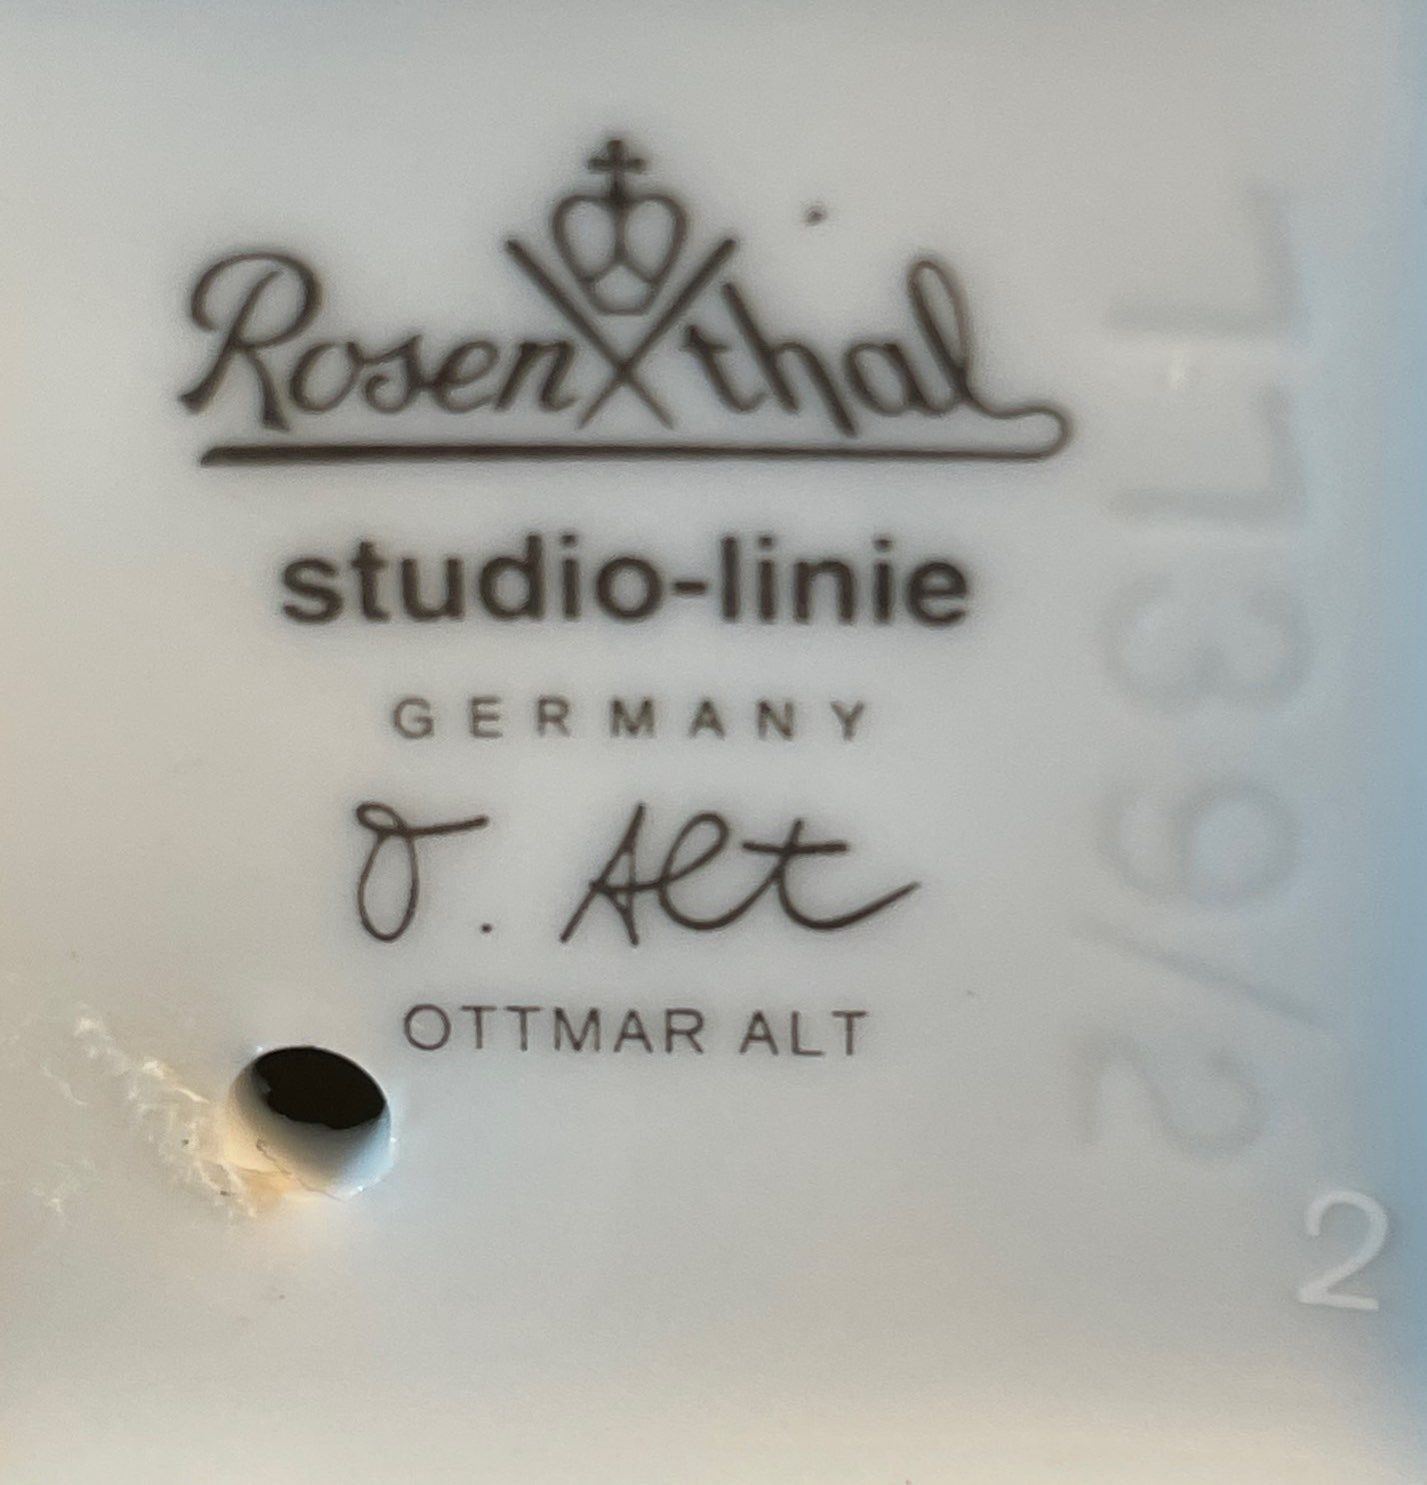 Rosenthal
studio-linie
GERMANY
O. Alt
OTTMAR ALT
2